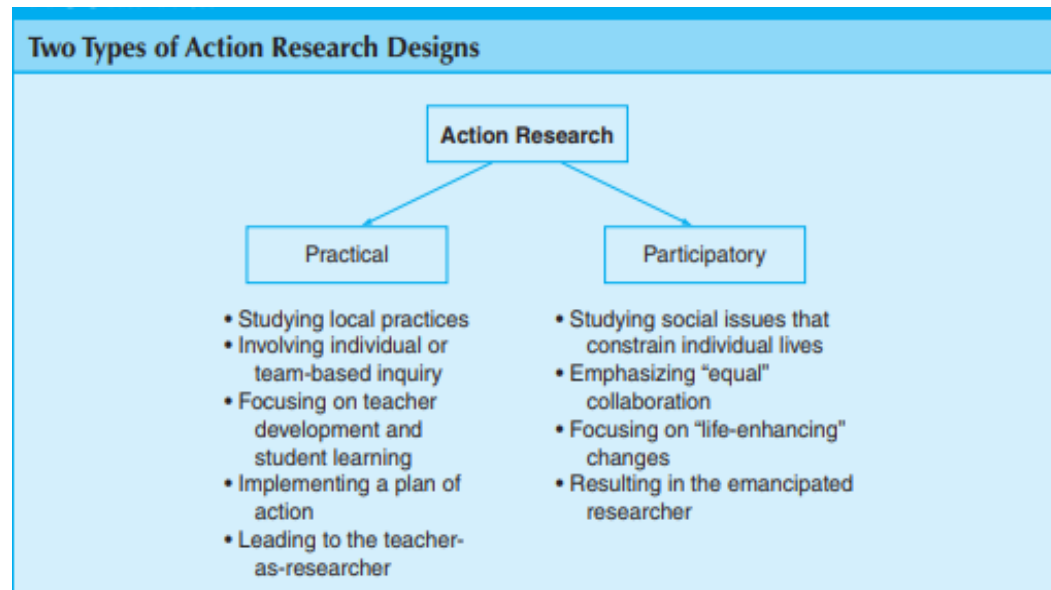 Two Types of Action Research Designs
Action Research
Practical
• Studying local practices
• Involving individual or
team-based inquiry
• Focusing on teacher
development and
student learning
• Implementing a plan of
action
• Leading to the teacher-
as-researcher
Participatory
• Studying social issues that
constrain individual lives
• Emphasizing “equal”
collaboration
• Focusing on “life-enhancing”
changes
• Resulting in the emancipated
researcher